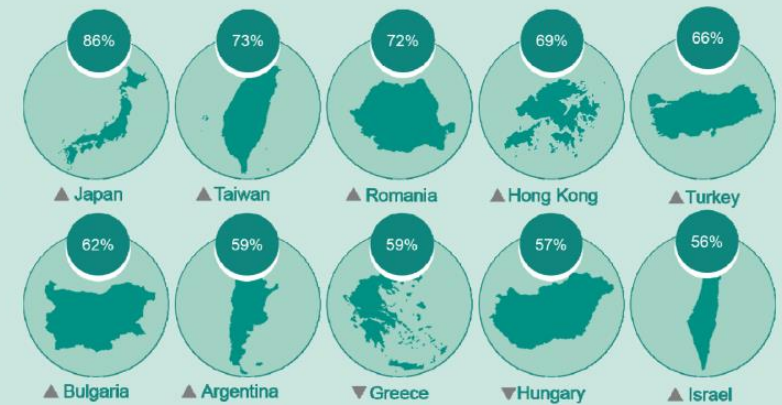 86% 73% 72% 69% 66%
▲ Japan ▲ Taiwan ▲ Romania ▲ Hong Kong ▲ Turkey
62% 59% 59% 57% 56%
▲ Bulgaria ▲ Argentina ▼ Greece ▼ Hungary ▲ Israel